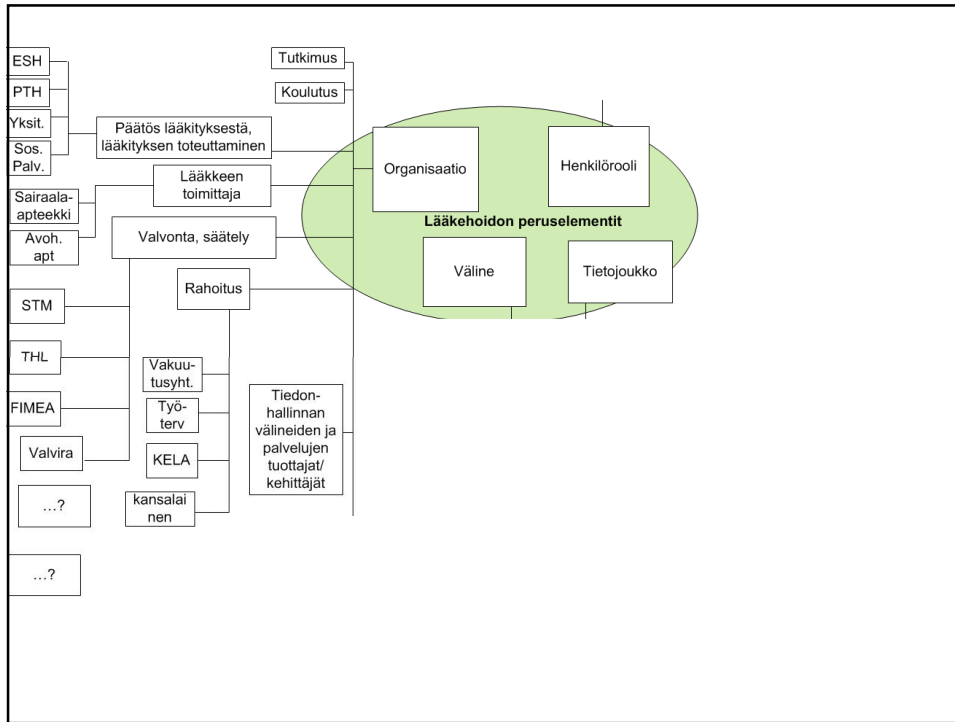 ESH
PTH
Yksit.
Sos.
Palv.
Sairaala-
apteekki
Avoh.
apt
STM
THL
FIMEA
Valvira
…?
…?
Päätös lääkityksestä,
lääkityksen toteuttaminen
Lääkkeen
toimittaja
Valvonta, säätely
Rahoitus
Vakuu-
tusyht.
Työ-
terv
KELA
kansalai
nen
Tutkimus
Koulutus
Tiedon-
hallinnan
välineiden ja
palvelujen
tuottajat/
kehittäjät
Organisaatio
Henkilörooli
Lääkehoidon peruselementit
Väline
Tietojoukko